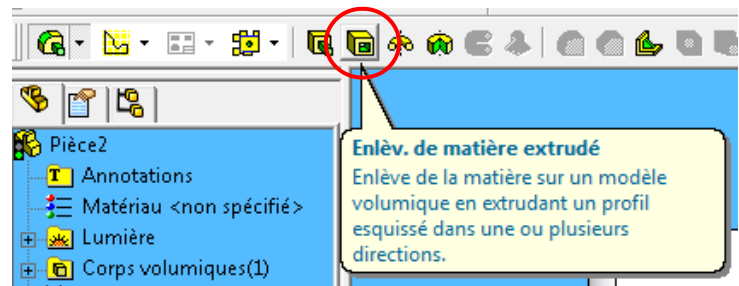 Pièce2
Annotations
Matériau <non spécifié>
Lumière
Corps volumiques(1)
Enlèv. de matière extrudé
Enlève de la matière sur un modèle
volumique en extrudant un profil
esquissé dans une ou plusieurs
directions.